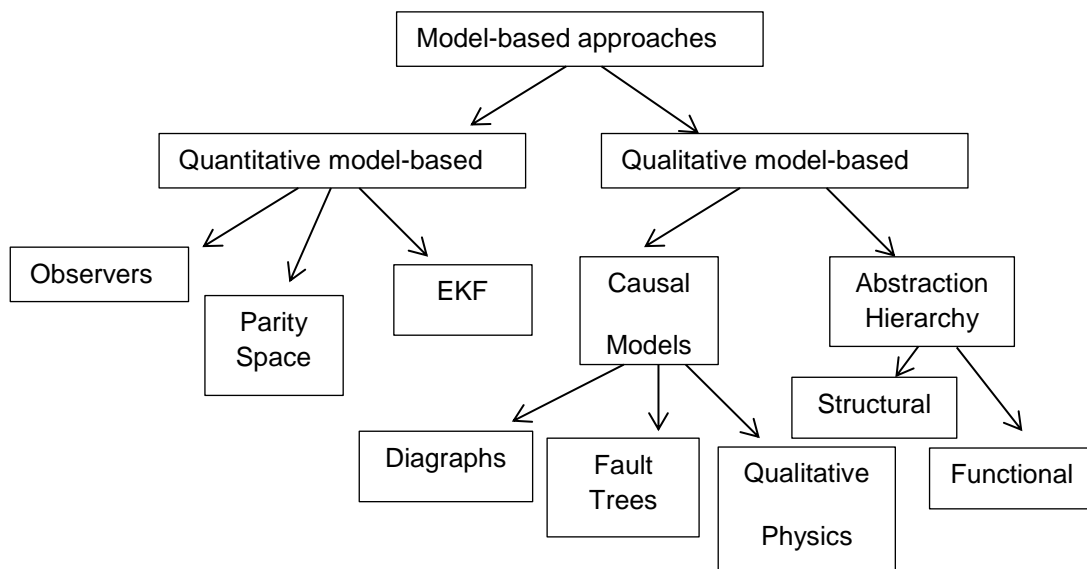 Model-based approaches
Quantitative model-based
Qualitative model-based
Observers
Parity
Space
EKF
Causal
Models
Abstraction
Hierarchy
Structural
Functional
Diagraphs
Fault
Trees
Qualitative
Physics